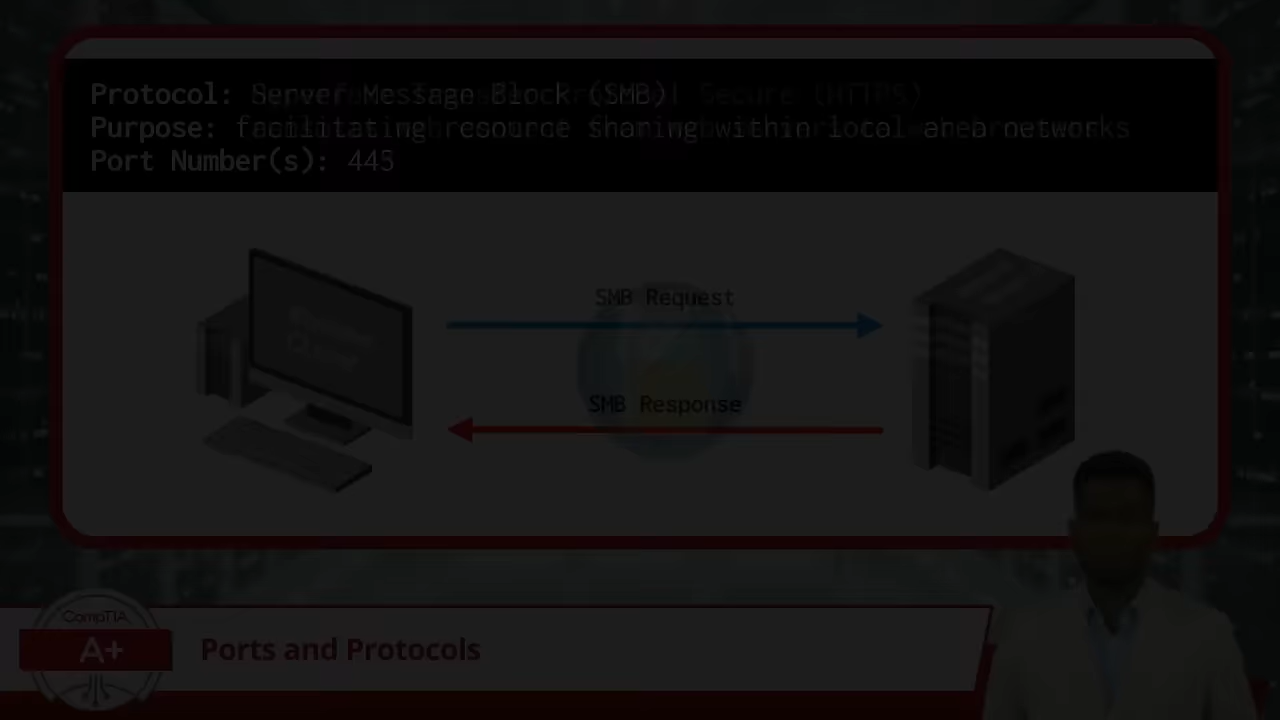 Protocol: Server Message Block (SMB)
Purpose: facilitating resource sharing within local area networks
Port Number(s): 445
SMB Request
SMB Response
CompTIA
A+
Ports and Protocols